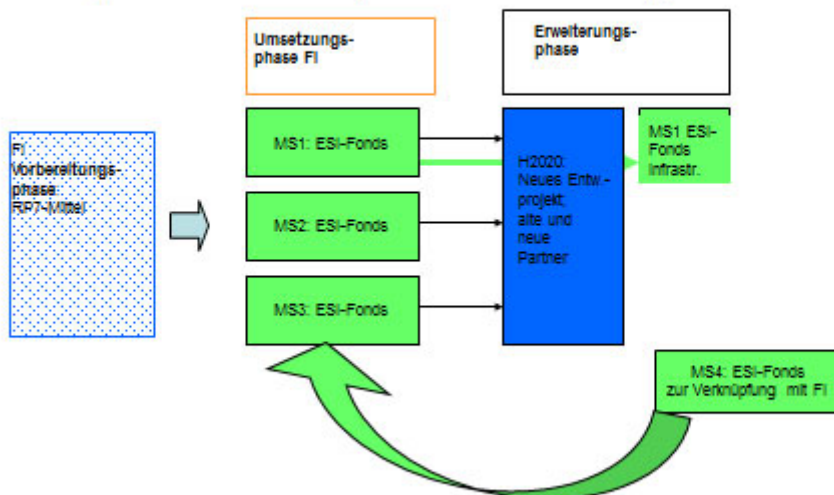 Umsetzungs-
phase FI
Erweiterungs-
phase
FI
Vorbereitungs-
phase:
RP7-Mittel
MS1: ESI-Fonds
MS2: ESI-Fonds
MS3: ESI-Fonds
H2020:
Neues Entw.-
projekt;
alte und
neue
Partner
MS1 ESI-
Fonds
Infrastr.
MS4: ESI-Fonds
zur Verknüpfung mit FI